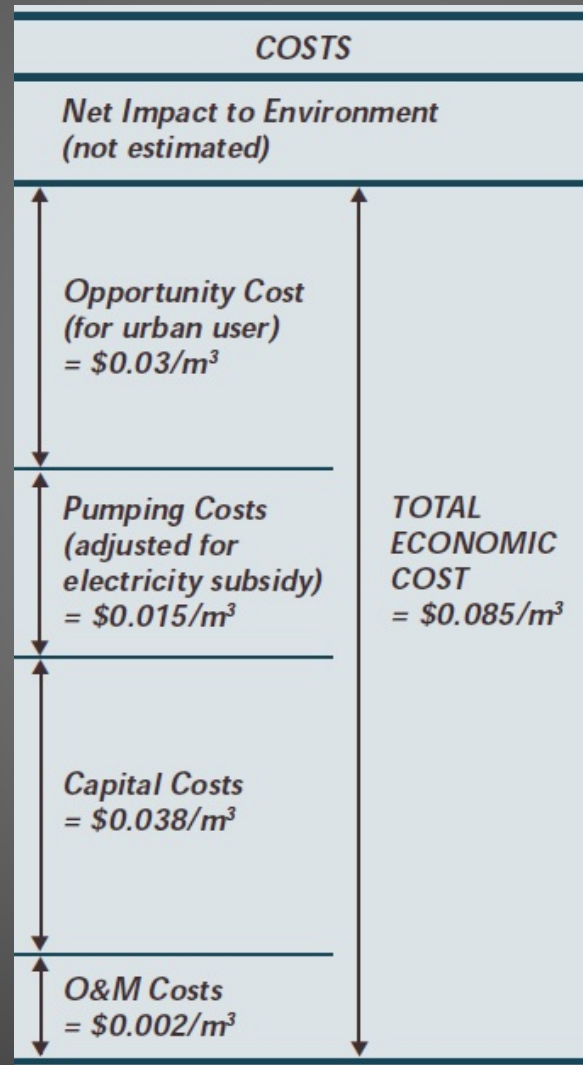 COSTS
Net Impact to Environment
(not estimated)
Opportunity Cost
(for urban user)
= $0.03/m³
Pumping Costs
(adjusted for
electricity subsidy)
= $0.015/m³
TOTAL
ECONOMIC
COST
= $0.085/m³
Capital Costs
= $0.038/m³
O&M Costs
= $0.002/m³